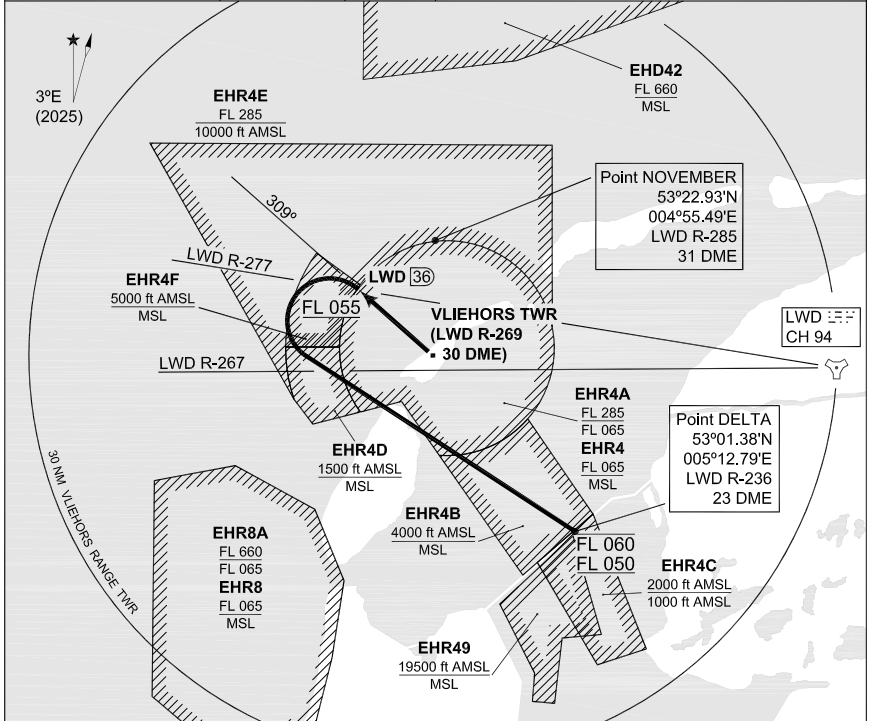 3ºE
(2025)
EHR4E
FL 285
10000 ft AMSL
EHD42
FL 660
MSL
Point NOVEMBER
53º22.93'N
004º55.49'E
LWD R-285
31 DME
309º
LWD R-277
LWD 36
EHR4F
5000 ft AMSL
MSL
FL 055
VLIEHORS TWR
(LWD R-269
30 DME)
LWD
CH 94
LWD R-267
EHR4A
FL 285
FL 065
EHR4
FL 065
MSL
Point DELTA
53º01.38'N
005º12.79'E
LWD R-236
23 DME
EHR4D
1500 ft AMSL
MSL
30 NM VLIEHORS RANGE TWR
EHR4B
4000 ft AMSL
MSL
EHR8A
FL 660
FL 065
EHR8
FL 065
MSL
FL 060
FL 050
EHR4C
2000 ft AMSL
1000 ft AMSL
EHR49
19500 ft AMSL
MSL